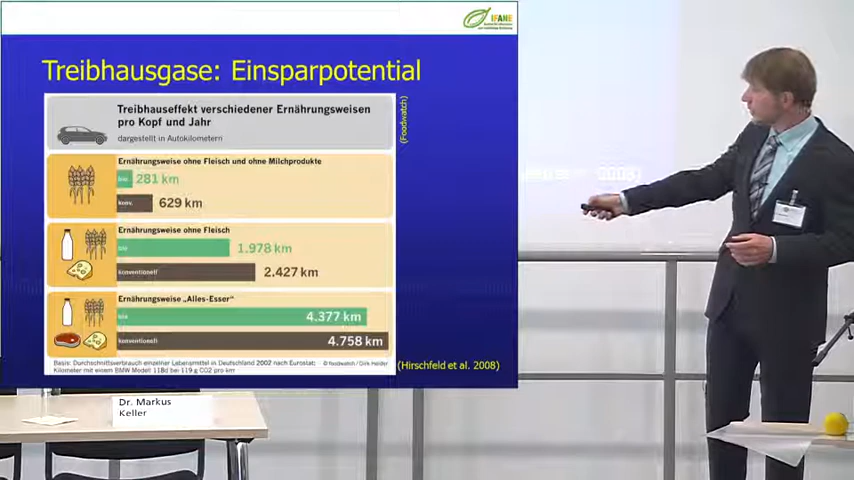 IFANE
Treibhausgase: Einsparpotential
Treibhauseffekt verschiedener Ernährungsweisen
pro Kopf und Jahr
dargestellt in Autokilometern
(Foodwatch)
Ernährungsweise ohne Fleisch und ohne Milchprodukte
bio
281 km
konv.
629 km
Ernährungsweise ohne Fleisch
bio
1.978 km
konventionell
2.427 km
Ernährungsweise „Alles-Esser“
bio
4.377 km
konventionell
4.758 km
Basis: Durchschnittsverbrauch einzelner Lebensmittel in Deutschland 2002 nach Eurostat;
Kilometer mit einem BMW Modell 118d bei 119 g CO2 pro km
© foodwatch / Dirk Heider
(Hirschfeld et al. 2008)
2008)
Dr. Markus
Keller